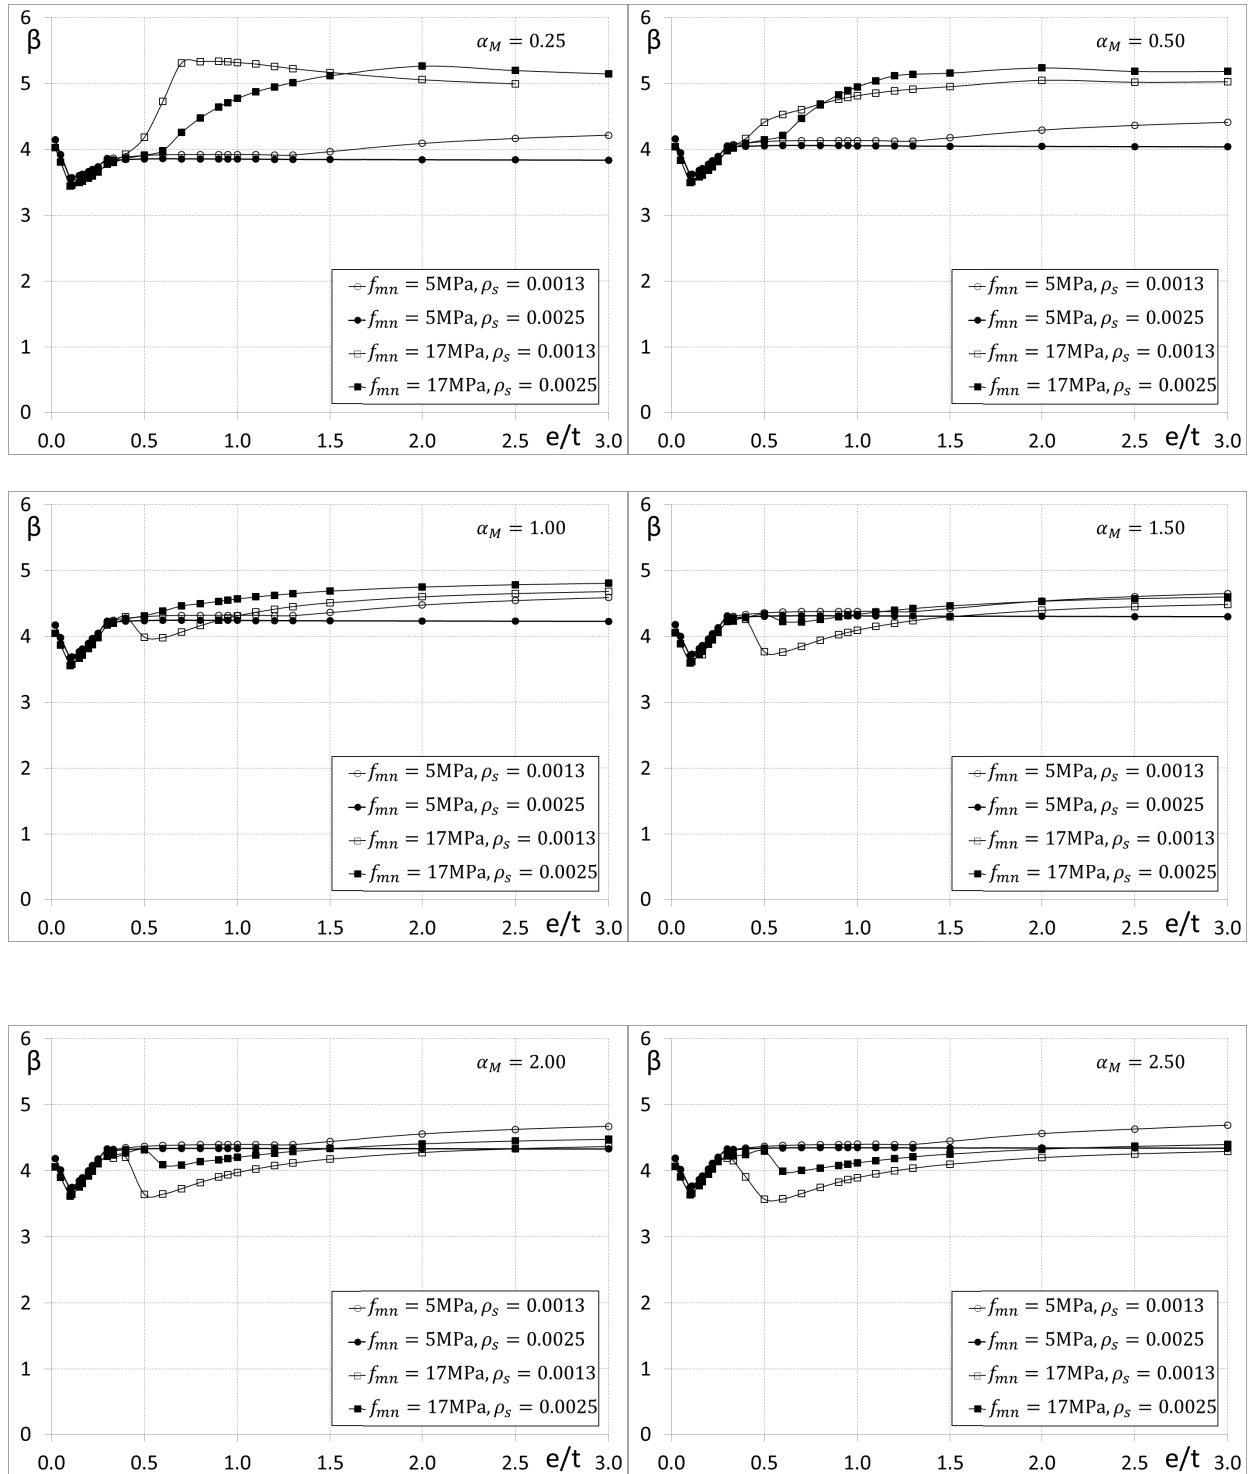 6
β
α_M = 0.25
5
4
3
2
f_mn = 5MPa, ρ_s = 0.0013
f_mn = 5MPa, ρ_s = 0.0025
1
f_mn = 17MPa, ρ_s = 0.0013
f_mn = 17MPa, ρ_s = 0.0025
0
0.0 0.5 1.0 1.5 2.0 2.5 e/t 3.0
6
β
α_M = 0.50
5
4
3
2
f_mn = 5MPa, ρ_s = 0.0013
f_mn = 5MPa, ρ_s = 0.0025
1
f_mn = 17MPa, ρ_s = 0.0013
f_mn = 17MPa, ρ_s = 0.0025
0
0.0 0.5 1.0 1.5 2.0 2.5 e/t 3.0
6
β
α_M = 1.00
5
4
3
2
f_mn = 5MPa, ρ_s = 0.0013
f_mn = 5MPa, ρ_s = 0.0025
1
f_mn = 17MPa, ρ_s = 0.0013
f_mn = 17MPa, ρ_s = 0.0025
0
0.0 0.5 1.0 1.5 2.0 2.5 e/t 3.0
6
β
α_M = 1.50
5
4
3
2
f_mn = 5MPa, ρ_s = 0.0013
f_mn = 5MPa, ρ_s = 0.0025
1
f_mn = 17MPa, ρ_s = 0.0013
f_mn = 17MPa, ρ_s = 0.0025
0
0.0 0.5 1.0 1.5 2.0 2.5 e/t 3.0
6
β
α_M = 2.00
5
4
3
2
f_mn = 5MPa, ρ_s = 0.0013
f_mn = 5MPa, ρ_s = 0.0025
1
f_mn = 17MPa, ρ_s = 0.0013
f_mn = 17MPa, ρ_s = 0.0025
0
0.0 0.5 1.0 1.5 2.0 2.5 e/t 3.0
6
β
α_M = 2.50
5
4
3
2
f_mn = 5MPa, ρ_s = 0.0013
f_mn = 5MPa, ρ_s = 0.0025
1
f_mn = 17MPa, ρ_s = 0.0013
f_mn = 17MPa, ρ_s = 0.0025
0
0.0 0.5 1.0 1.5 2.0 2.5 e/t 3.0